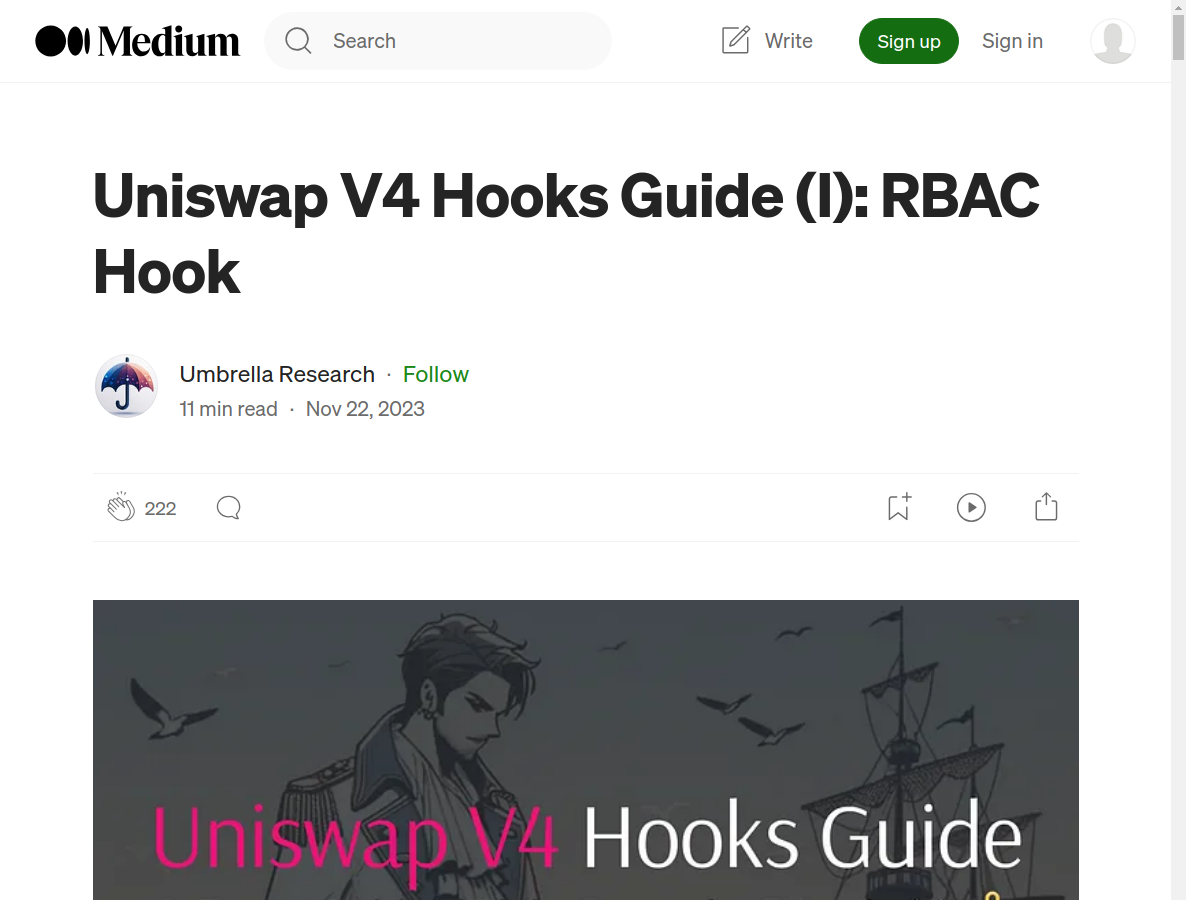 Medium
Search
Write
Sign up
Sign in
Uniswap V4 Hooks Guide (I): RBAC
Hook
Umbrella Research · Follow
11 min read · Nov 22, 2023
222
Uniswap V4 Hooks Guide